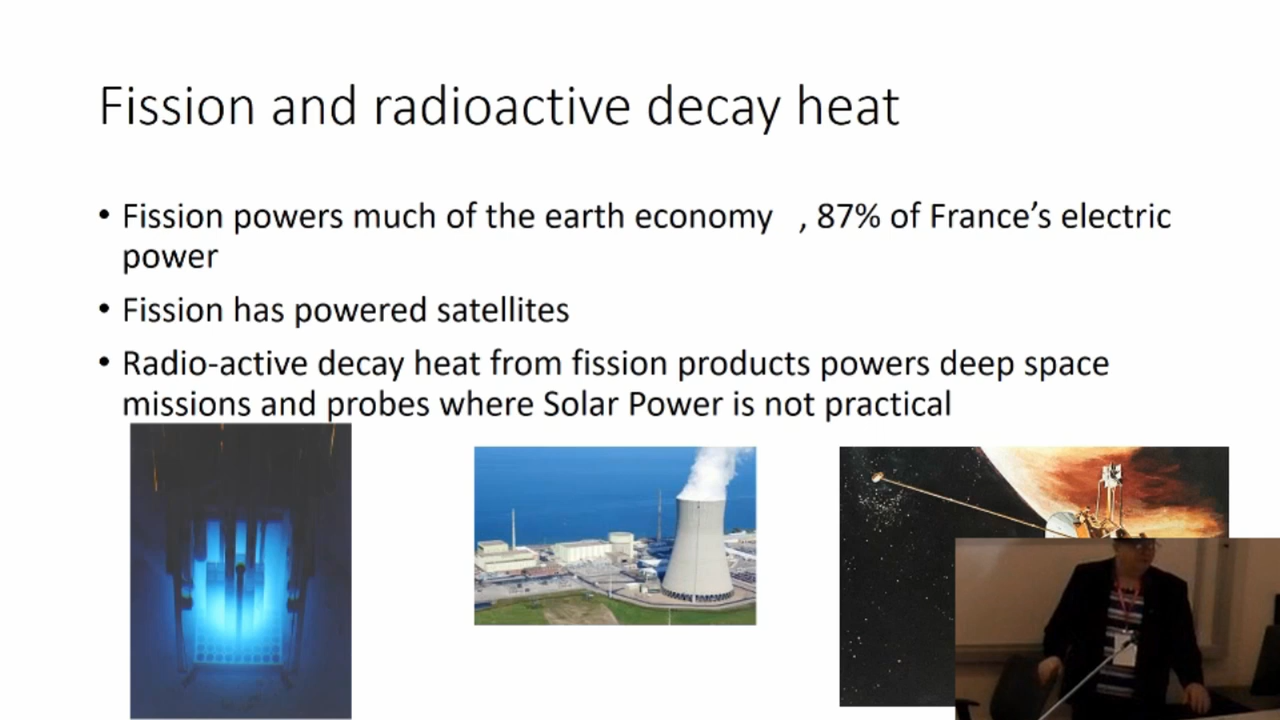 Fission and radioactive decay heat
• Fission powers much of the earth economy , 87% of France's electric
power
• Fission has powered satellites
• Radio-active decay heat from fission products powers deep space
missions and probes where Solar Power is not practical